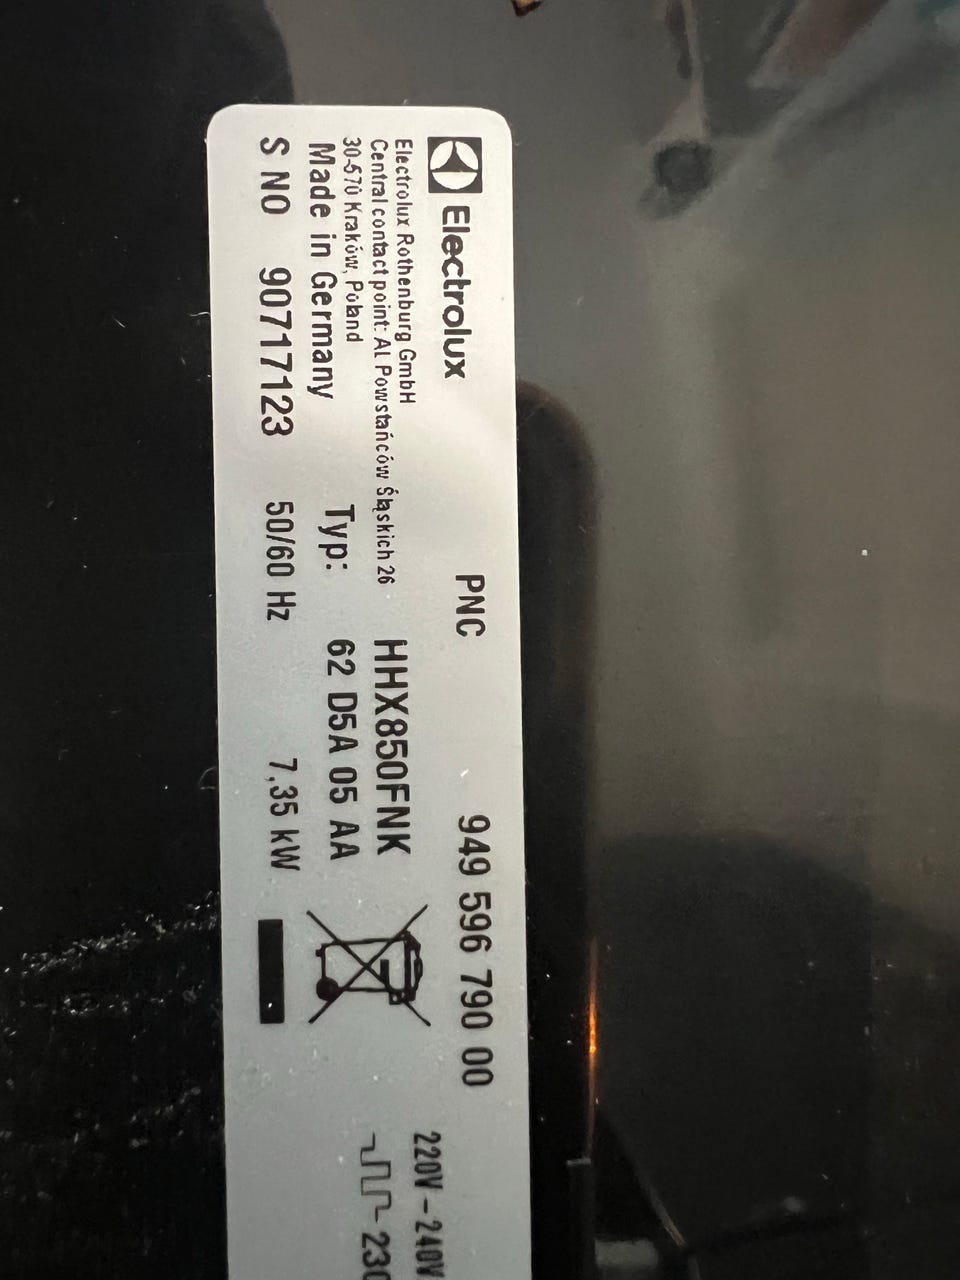 Electrolux
PNC 949 596 790 00
Electrolux Rothenburg GmbH
Central contact point: Al. Powstańców Śląskich 26
30-570 Kraków, Poland
HHX850FNK
220V-240V
Made in Germany
Typ: 62 D5A 05 AA
230
S NO 90717123 50/60 Hz 7,35 kW